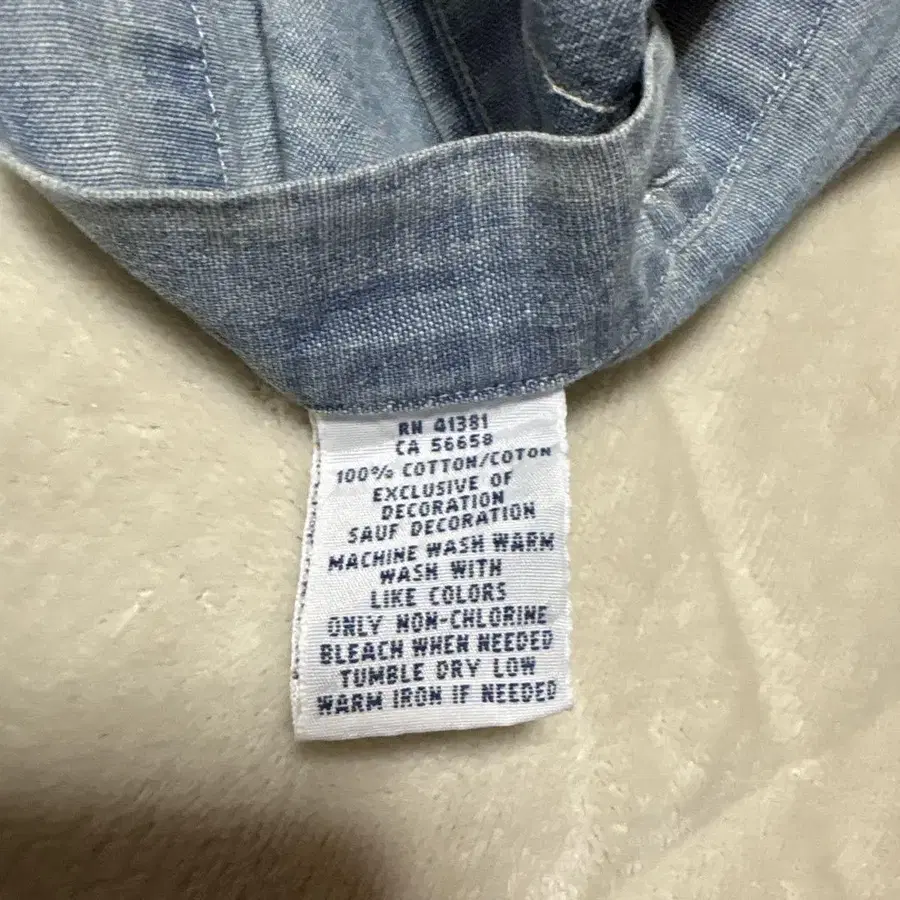 RN 41381
CA 56658
100% COTTON/COTON
EXCLUSIVE OF
DECORATION
SAUF DECORATION
MACHINE WASH WARM
WASH WITH
LIKE COLORS
ONLY NON-CHLORINE
BLEACH WHEN NEEDED
TUMBLE DRY LOW
WARM IRON IF NEEDED